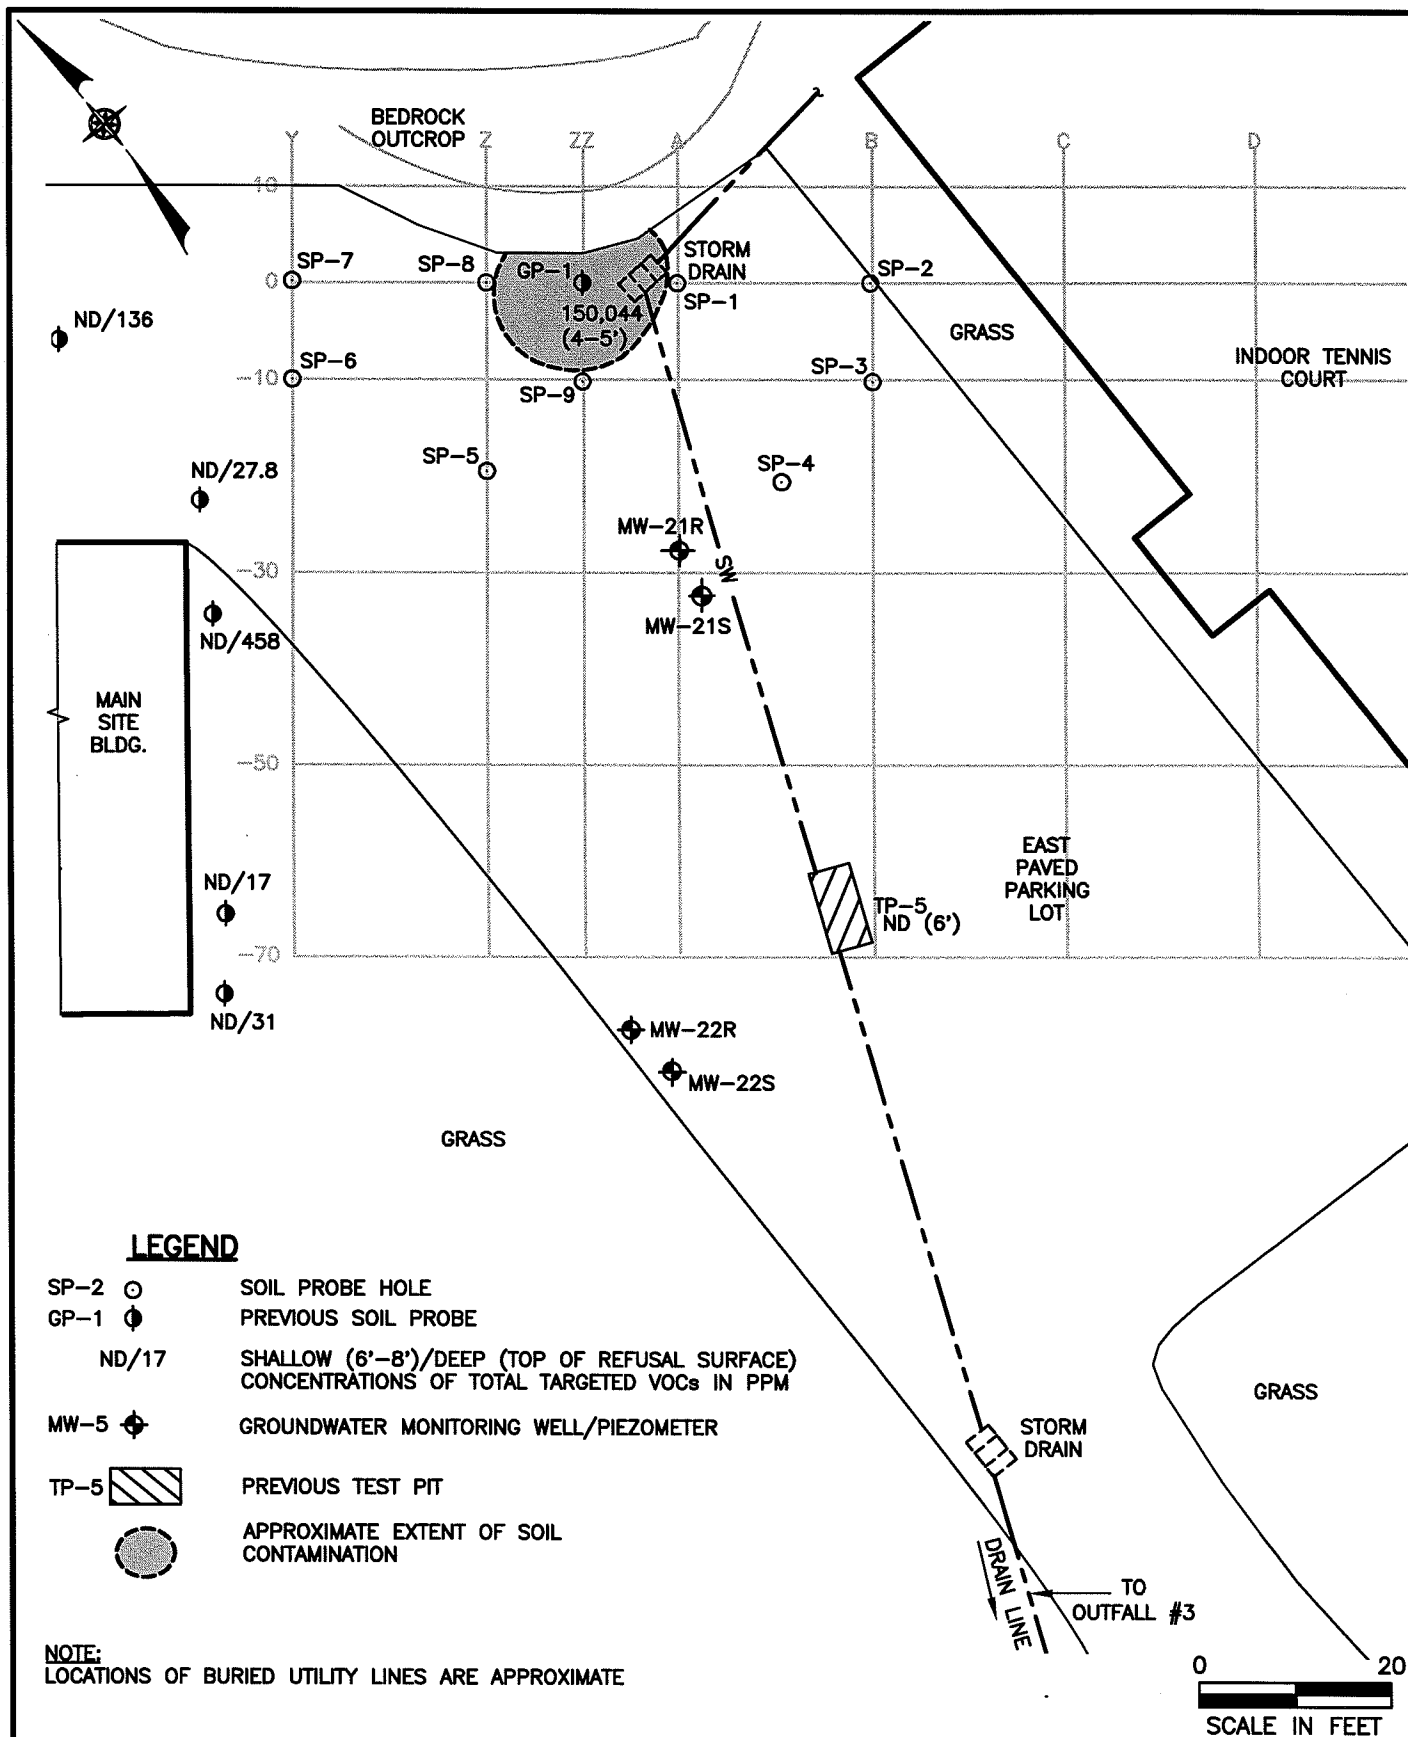 BEDROCK
OUTCROP
Y
Z
ZZ
A
B
C
D
10
0
-10
-30
-50
-70
SP-7
SP-8
GP-1
STORM
DRAIN
SP-1
SP-2
150,044
(4-5')
ND/136
GRASS
INDOOR TENNIS
COURT
SP-6
SP-9
SP-3
SP-5
SP-4
ND/27.8
MW-21R
SW
MW-21S
ND/458
MAIN
SITE
BLDG.
EAST
PAVED
PARKING
LOT
ND/17
TP-5
ND (6')
ND/31
MW-22R
MW-22S
GRASS
LEGEND
SP-2 SOIL PROBE HOLE
GP-1 PREVIOUS SOIL PROBE
ND/17 SHALLOW (6'-8')/DEEP (TOP OF REFUSAL SURFACE)
CONCENTRATIONS OF TOTAL TARGETED VOCs IN PPM
MW-5 GROUNDWATER MONITORING WELL/PIEZOMETER
TP-5 PREVIOUS TEST PIT
APPROXIMATE EXTENT OF SOIL
CONTAMINATION
GRASS
STORM
DRAIN
DRAIN LINE
TO
OUTFALL #3
NOTE:
LOCATIONS OF BURIED UTILITY LINES ARE APPROXIMATE
0 20
SCALE IN FEET